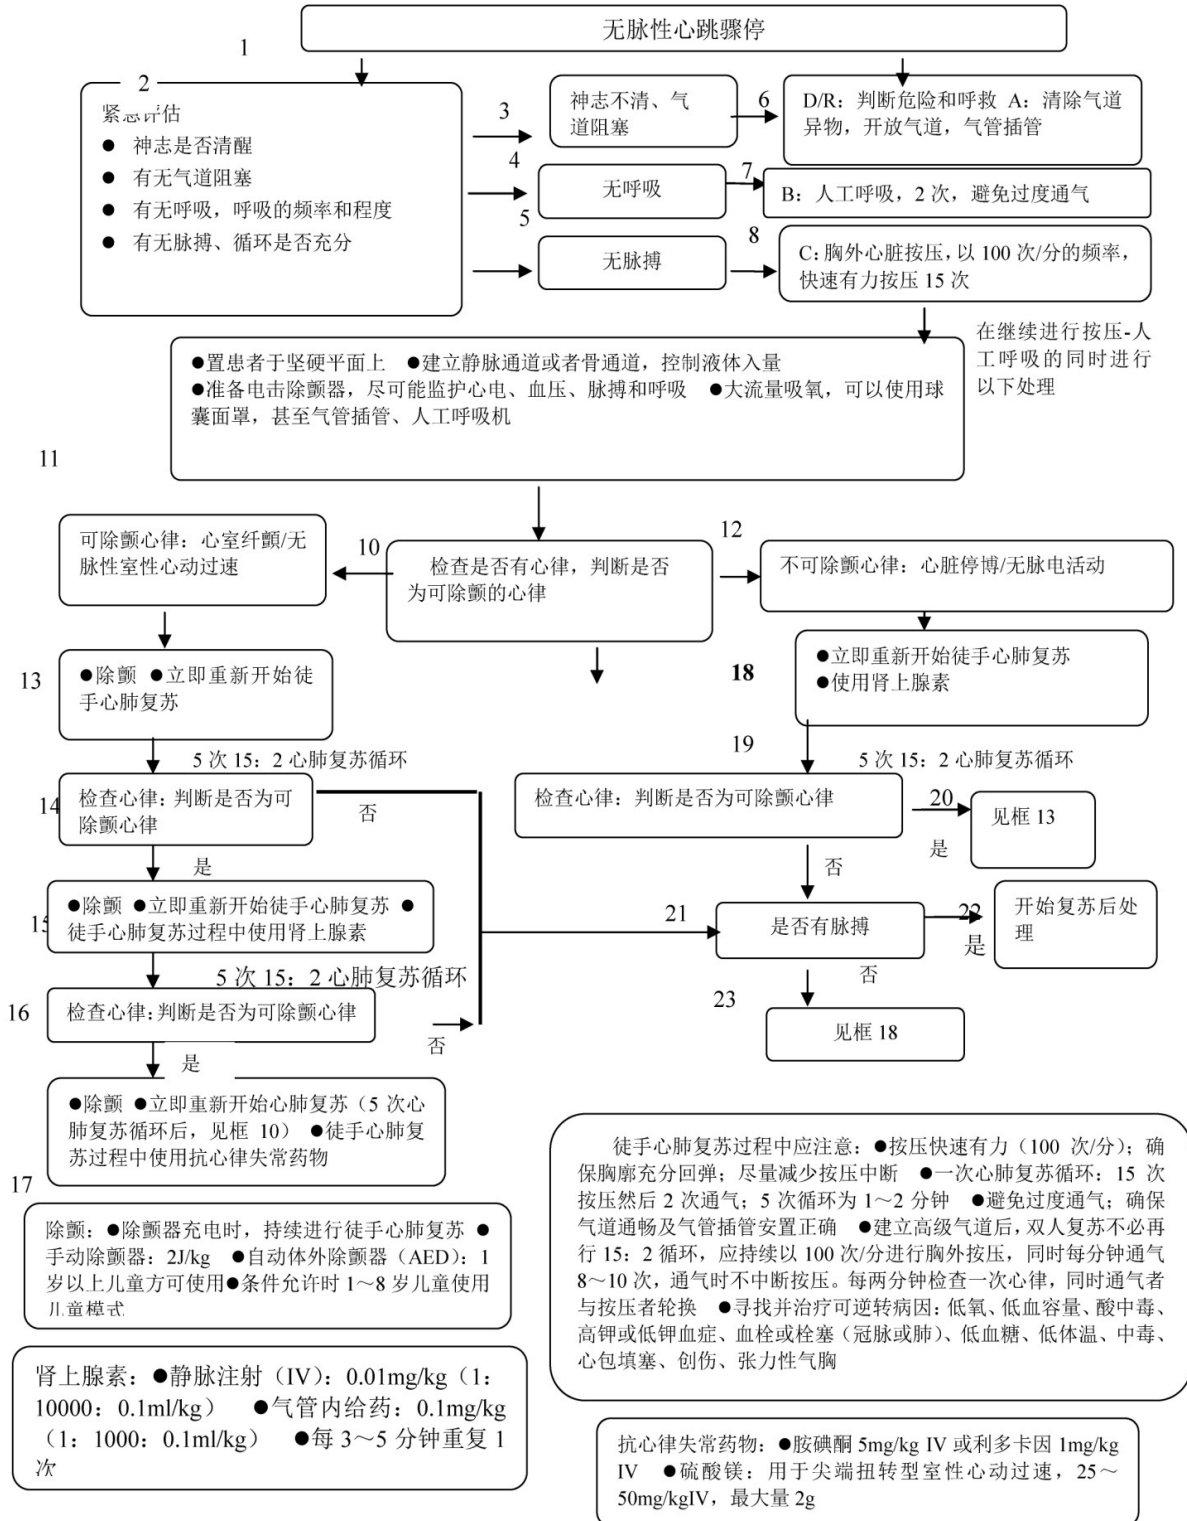 无脉性心跳骤停
1
2
紧急评估
● 神志是否清醒
● 有无气道阻塞
● 有无呼吸，呼吸的频率和程度
● 有无脉搏、循环是否充分
3
神志不清、气
道阻塞
6
D/R：判断危险和呼救 A：清除气道
异物，开放气道，气管插管
4
无呼吸
7
B：人工呼吸，2 次，避免过度通气
5
无脉搏
8
C：胸外心脏按压，以 100 次/分的频率，
快速有力按压 15 次
在继续进行按压-人
工呼吸的同时进行
以下处理
●置患者于坚硬平面上 ●建立静脉通道或者骨通道，控制液体入量
●准备电击除颤器，尽可能监护心电、血压、脉搏和呼吸 ●大流量吸氧，可以使用球
囊面罩，甚至气管插管、人工呼吸机
11
可除颤心律：心室纤颤/无
脉性室性心动过速
10
检查是否有心律，判断是否
为可除颤的心律
12
不可除颤心律：心脏停博/无脉电活动
13
●除颤 ●立即重新开始徒
手心肺复苏
18
●立即重新开始徒手心肺复苏
●使用肾上腺素
5 次 15：2 心肺复苏循环
19
5 次 15：2 心肺复苏循环
14
检查心律：判断是否为可
除颤心律
否
检查心律：判断是否为可除颤心律
20
是
见框 13
是
否
15
●除颤 ●立即重新开始徒手心肺复苏 ●
徒手心肺复苏过程中使用肾上腺素
21
是否有脉搏
22
是
开始复苏后处
理
5 次 15：2 心肺复苏循环
否
16
检查心律：判断是否为可除颤心律
否
23
见框 18
是
●除颤 ●立即重新开始心肺复苏（5 次心
肺复苏循环后，见框 10） ●徒手心肺复
苏过程中使用抗心律失常药物
17
除颤：●除颤器充电时，持续进行徒手心肺复苏 ●
手动除颤器：2J/kg ●自动体外除颤器（AED）：1
岁以上儿童方可使用●条件允许时 1～8 岁儿童使用
儿童模式
肾上腺素：●静脉注射（IV）：0.01mg/kg（1：
10000：0.1ml/kg） ●气管内给药：0.1mg/kg
（1：1000：0.1ml/kg） ●每 3～5 分钟重复 1
次
徒手心肺复苏过程中应注意：●按压快速有力（100 次/分）；确
保胸廓充分回弹；尽量减少按压中断 ●一次心肺复苏循环：15 次
按压然后 2 次通气；5 次循环为 1～2 分钟 ●避免过度通气；确保
气道通畅及气管插管安置正确 ●建立高级气道后，双人复苏不必再
行 15：2 循环，应持续以 100 次/分进行胸外按压，同时每分钟通气
8～10 次，通气时不中断按压。每两分钟检查一次心律，同时通气者
与按压者轮换 ●寻找并治疗可逆转病因：低氧、低血容量、酸中毒、
高钾或低钾血症、血栓或栓塞（冠脉或肺）、低血糖、低体温、中毒、
心包填塞、创伤、张力性气胸
抗心律失常药物：●胺碘酮 5mg/kg IV 或利多卡因 1mg/kg
IV ●硫酸镁：用于尖端扭转型室性心动过速，25～
50mg/kgIV，最大量 2g